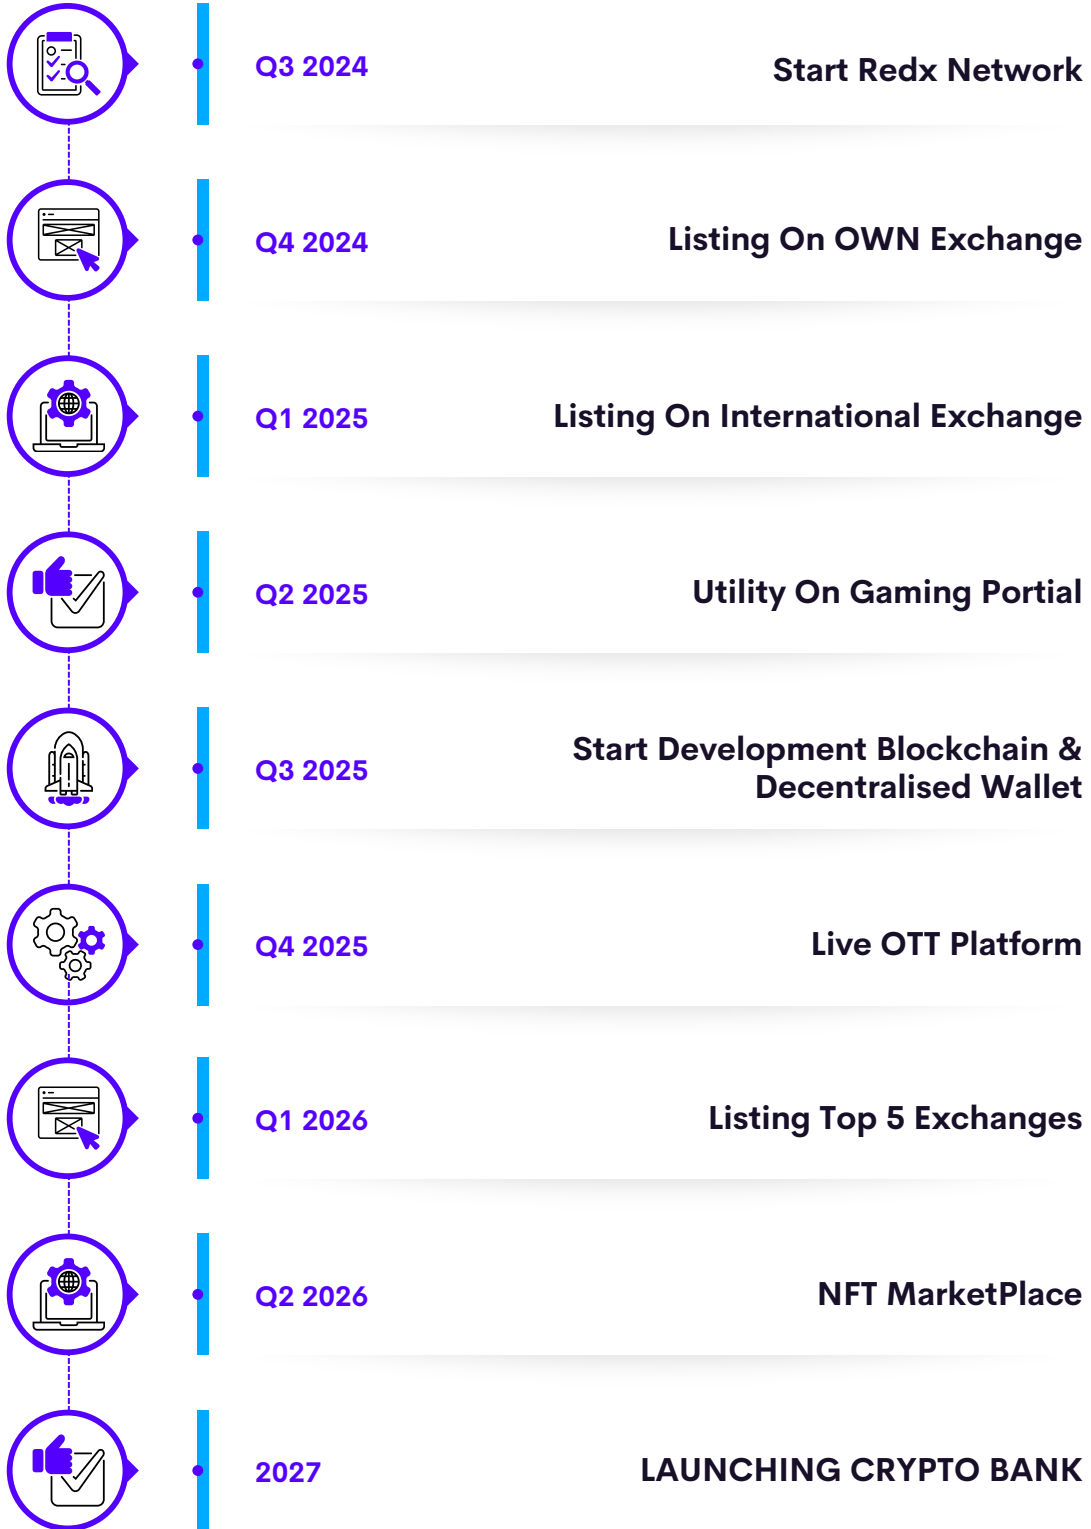 Q3 2024
Start Redx Network
Q4 2024
Listing On OWN Exchange
Q1 2025
Listing On International Exchange
Q2 2025
Utility On Gaming Portial
Q3 2025
Start Development Blockchain &
Decentralised Wallet
Q4 2025
Live OTT Platform
Q1 2026
Listing Top 5 Exchanges
Q2 2026
NFT MarketPlace
2027
LAUNCHING CRYPTO BANK